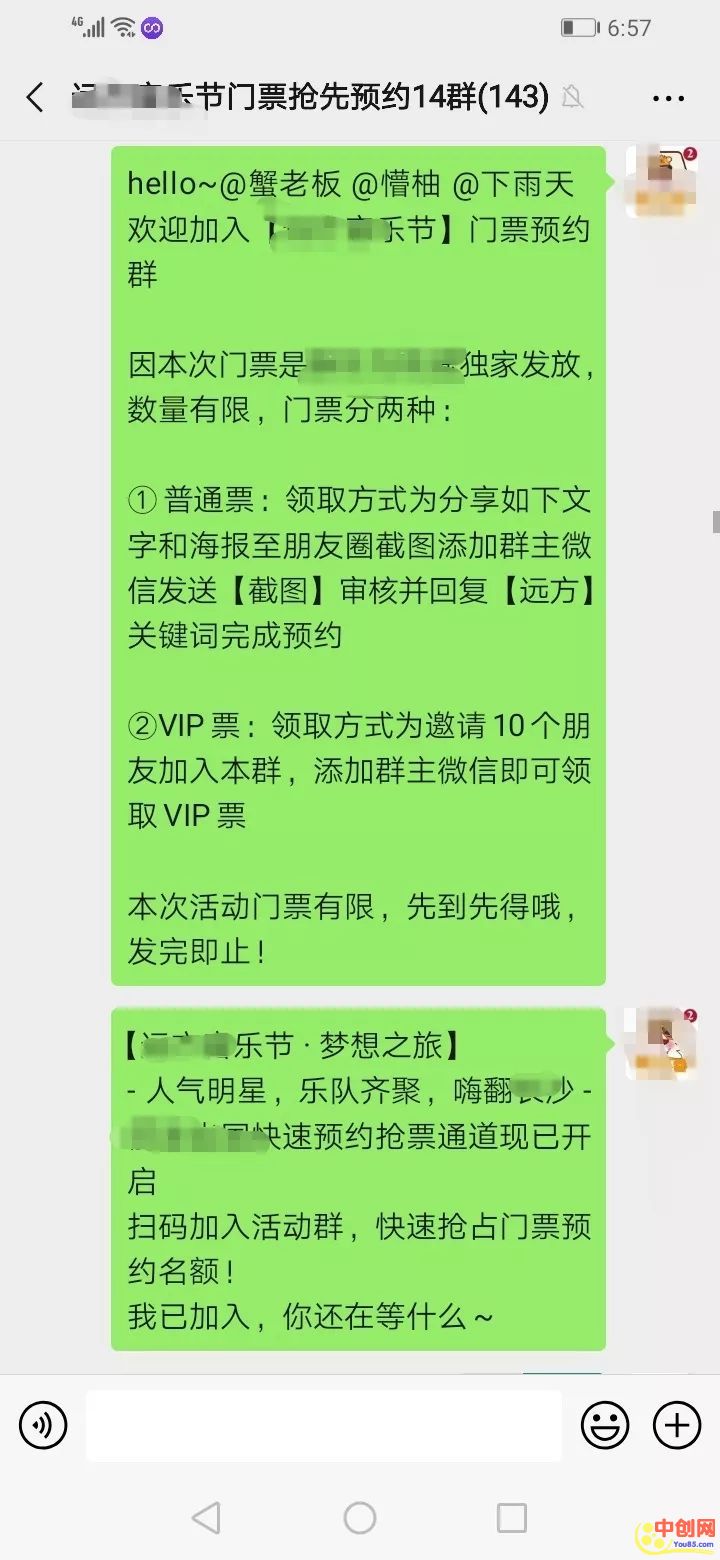 4G
6:57
乐节门票抢先预约14群(143)
2
hello~@蟹老板 @懵柚 @下雨天
欢迎加入【乐节】门票预约
群
因本次门票是独家发放，
数量有限，门票分两种：
① 普通票：领取方式为分享如下文
字和海报至朋友圈截图添加群主微
信发送【截图】审核并回复【远方】
关键词完成预约
②VIP 票：领取方式为邀请 10 个朋
友加入本群，添加群主微信即可领
取 VIP 票
本次活动门票有限，先到先得哦，
发完即止！
2
【乐节 · 梦想之旅】
- 人气明星，乐队齐聚，嗨翻沙 -
快速预约抢票通道现已开
启
扫码加入活动群，快速抢占门票预
约名额！
我已加入，你还在等什么～
中创网
You85.com